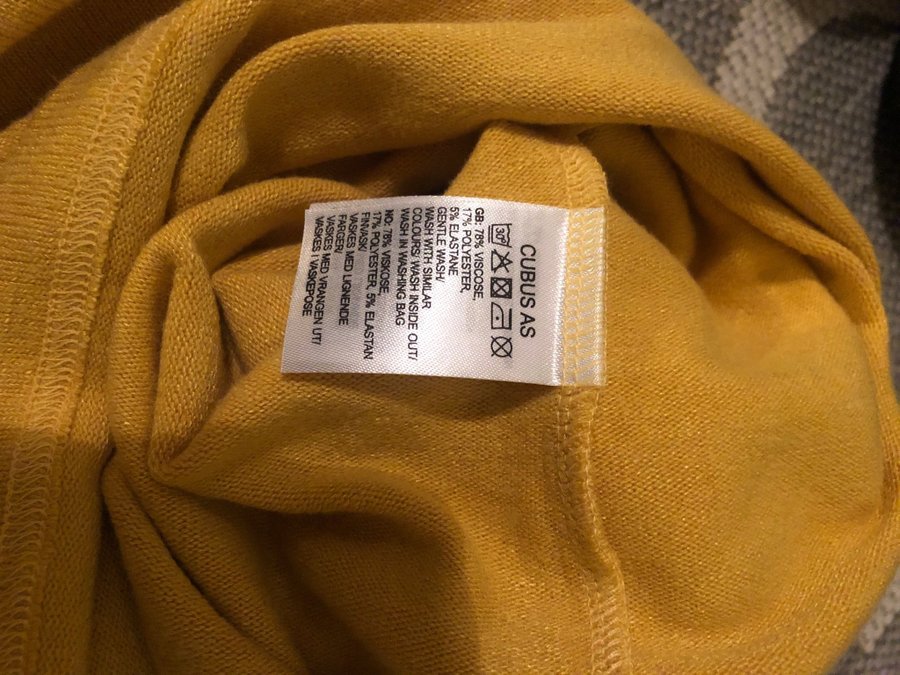 CUBUS AS
30°
GB: 78% VISCOSE,
17% POLYESTER,
5% ELASTANE
GENTLE WASH/
WASH WITH SIMILAR
COLOURS/ WASH INSIDE OUT/
WASH IN WASHING BAG
NO: 78% VISKOSE,
17% POLYESTER, 5% ELASTAN
FINVASK/
VASKES MED LIGNENDE
FARGER/
VASKES MED VRANGEN UT/
VASKES I VASKEPOSE